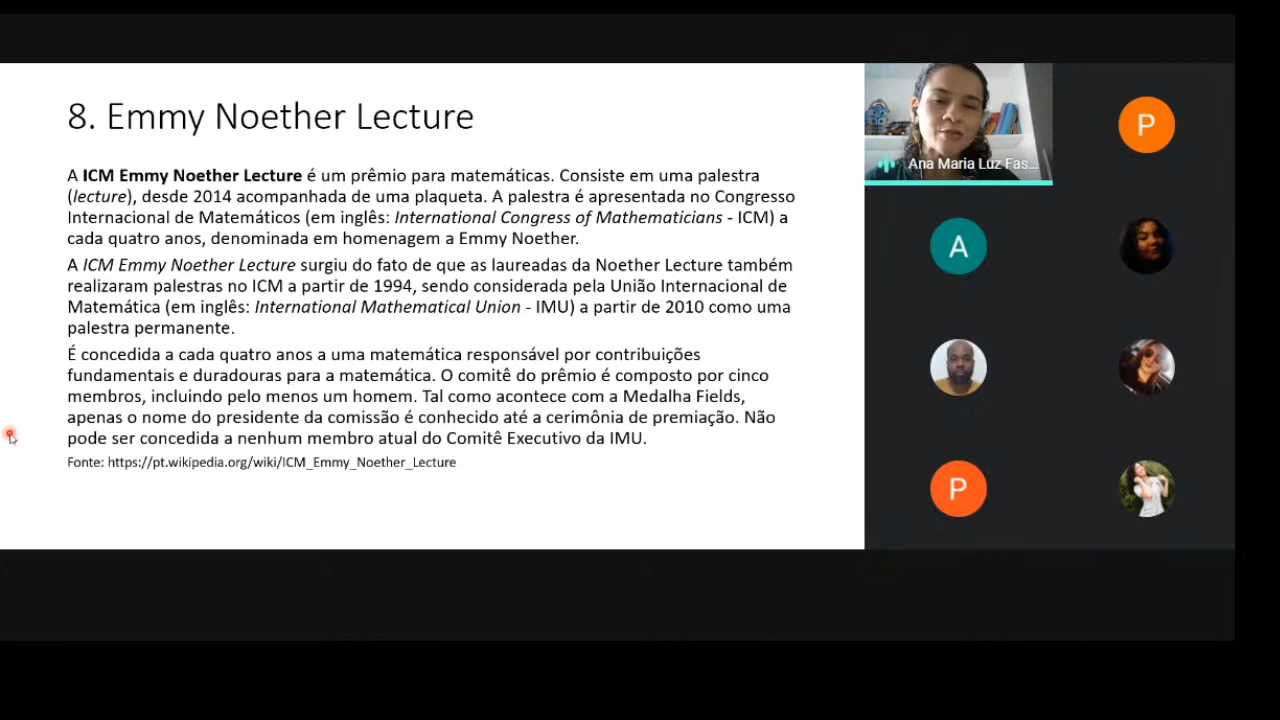 8. Emmy Noether Lecture
A ICM Emmy Noether Lecture é um prêmio para matemáticas. Consiste em uma palestra
(lecture), desde 2014 acompanhada de uma plaqueta. A palestra é apresentada no Congresso
Internacional de Matemáticos (em inglês: International Congress of Mathematicians - ICM) a
cada quatro anos, denominada em homenagem a Emmy Noether.
A ICM Emmy Noether Lecture surgiu do fato de que as laureadas da Noether Lecture também
realizaram palestras no ICM a partir de 1994, sendo considerada pela União Internacional de
Matemática (em inglês: International Mathematical Union - IMU) a partir de 2010 como uma
palestra permanente.
É concedida a cada quatro anos a uma matemática responsável por contribuições
fundamentais e duradouras para a matemática. O comitê do prêmio é composto por cinco
membros, incluindo pelo menos um homem. Tal como acontece com a Medalha Fields,
apenas o nome do presidente da comissão é conhecido até a cerimônia de premiação. Não
pode ser concedida a nenhum membro atual do Comitê Executivo da IMU.
Fonte: https://pt.wikipedia.org/wiki/ICM_Emmy_Noether_Lecture
Ana Maria Luz Fas...
P
A
P